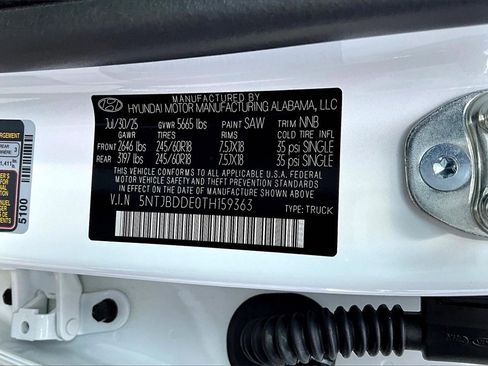 MANUFACTURED BY
HYUNDAI MOTOR MANUFACTURING ALABAMA, LLC
Jul/30/25 GVWR 5665 lbs PAINT SAW TRIM NNB
GAWR TIRES RIMS COLD TIRE INFL
FRONT 2646 lbs 245/60R18 7.5JX18 35 psi SINGLE
REAR 3197 lbs 245/60R18 7.5JX18 35 psi SINGLE
THIS VEHICLE CONFORMS TO ALL APPLICABLE U.S.A. FEDERAL
MOTOR VEHICLE SAFETY STANDARDS IN EFFECT ON THE DATE OF
MANUFACTURE SHOWN ABOVE.
V.I.N 5NTJBDDE0TH159363 TYPE: TRUCK
5100